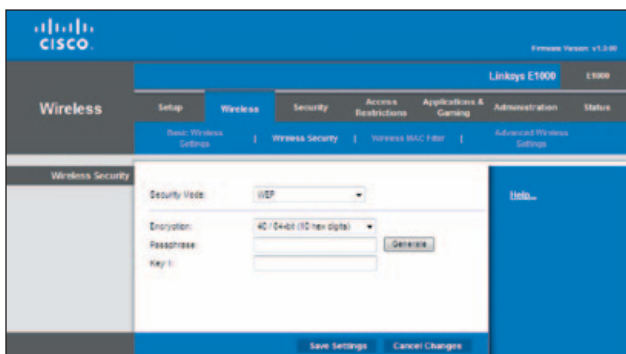 CISCO
Firmware Version: v1.3.00
Linksys E1000
E1000
Wireless
Setup
Wireless
Security
Access Restrictions
Applications & Gaming
Administration
Status
Basic Wireless Settings
|
Wireless Security
|
Wireless MAC Filter
|
Advanced Wireless Settings
Wireless Security
Security Mode:
WEP
Help...
Encryption:
40 / 64-bit (10 hex digits)
Passphrase:
Generate
Key 1:
Save Settings
Cancel Changes